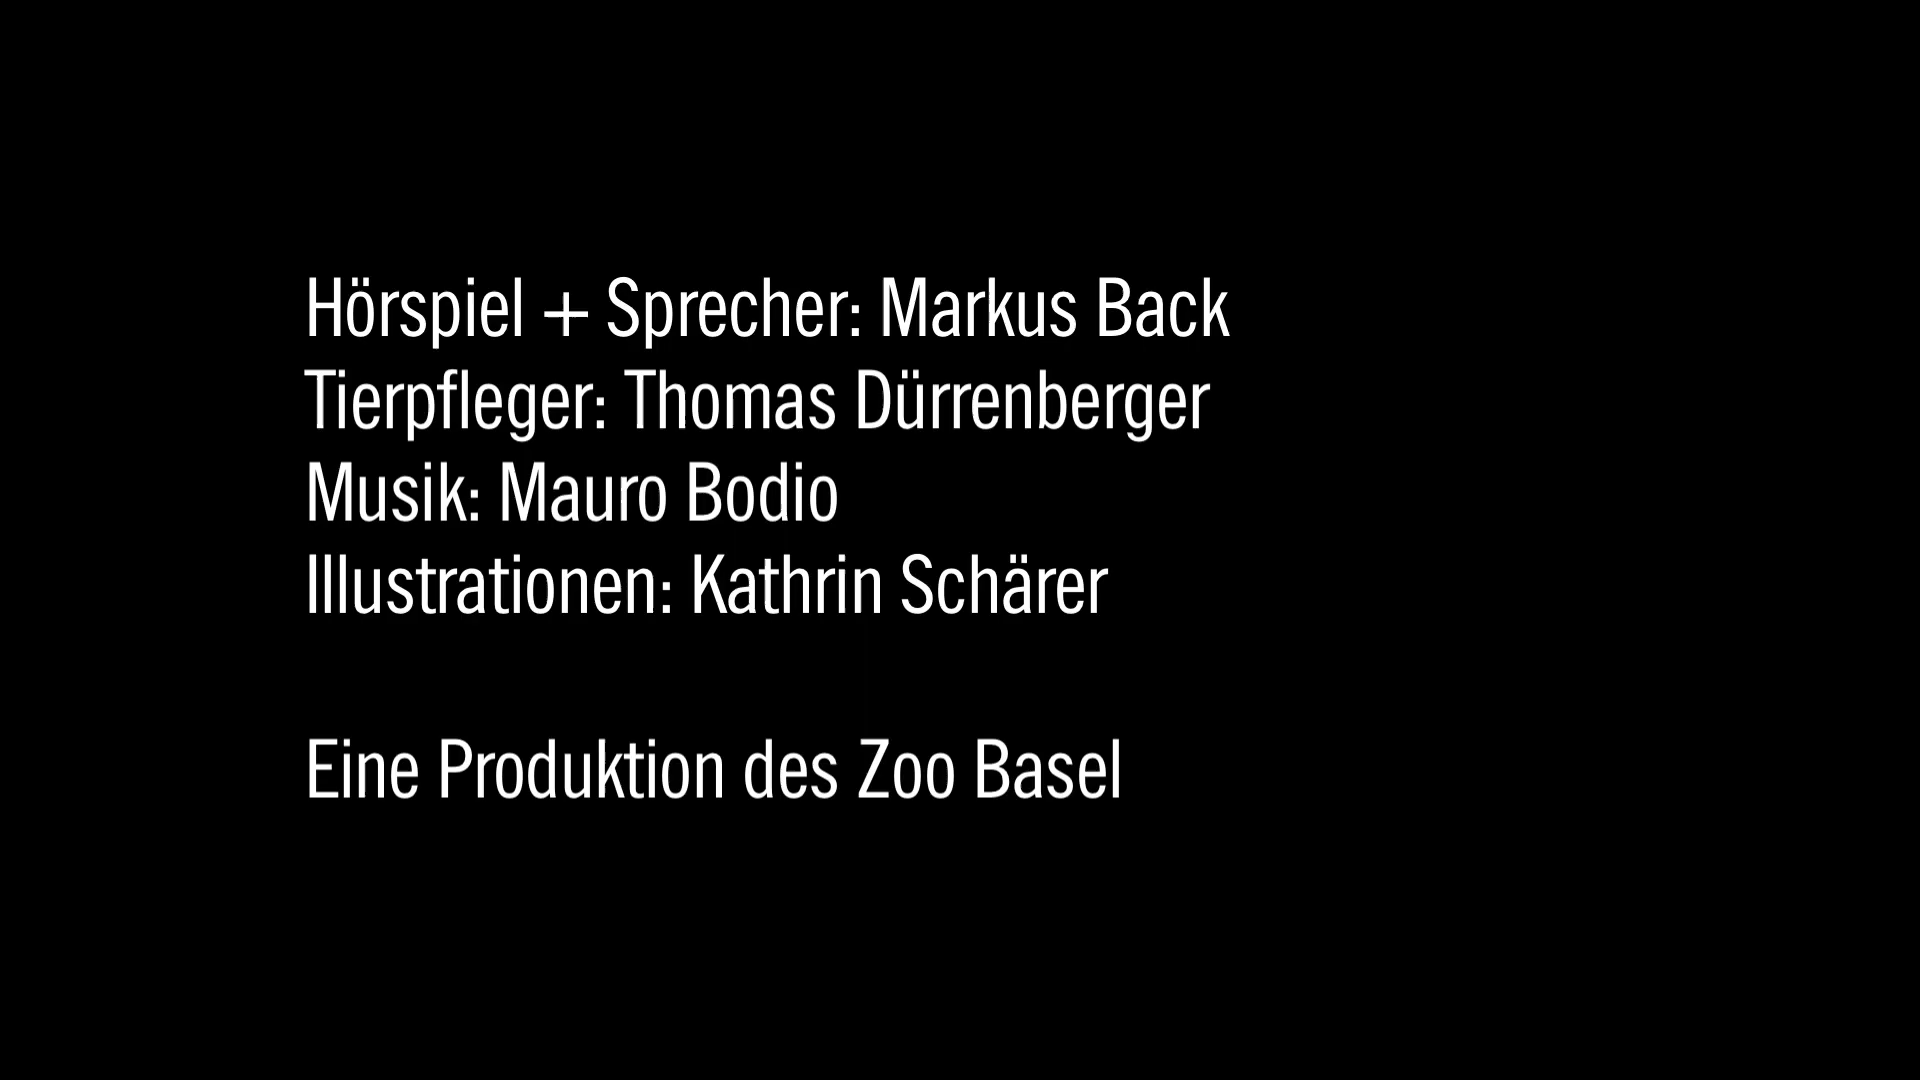 Hörspiel + Sprecher: Markus Back
Tierpfleger: Thomas Dürrenberger
Musik: Mauro Bodio
Illustrationen: Kathrin Schärer
Eine Produktion des Zoo Basel